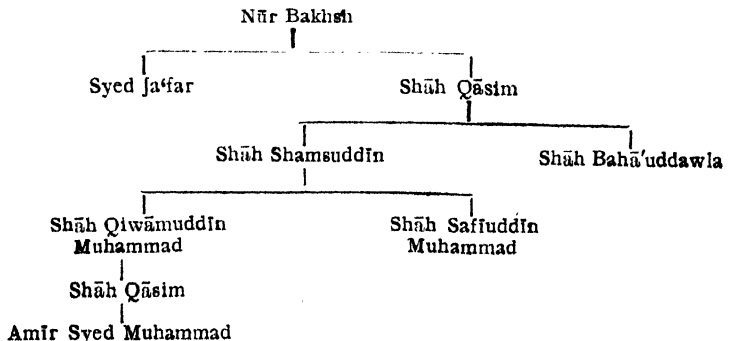 Nūr Bakhsh
Syed Ja‘far
Shāh Qāsim
Shāh Shamsuddīn
Shāh Bahā'uddawla
Shāh Qiwāmuddīn
Muhammad
Shāh Safīuddīn
Muhammad
Shāh Qāsim
Amīr Syed Muhammad